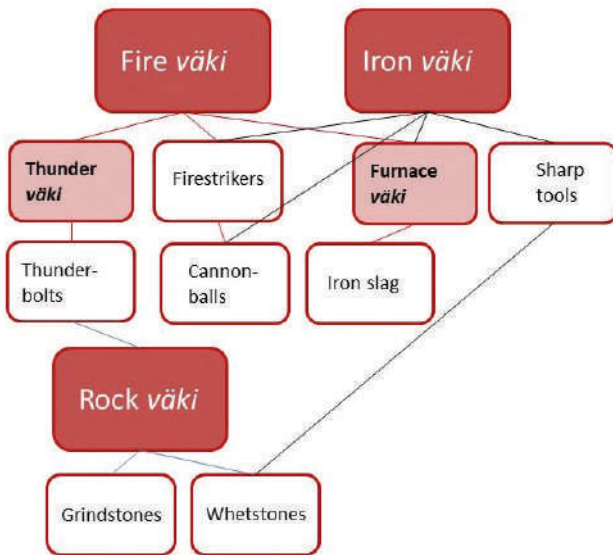 Fire väki
Iron väki
Thunder
väki
Firestrikers
Furnace
väki
Sharp
tools
Thunder-
bolts
Cannon-
balls
Iron slag
Rock väki
Grindstones
Whetstones